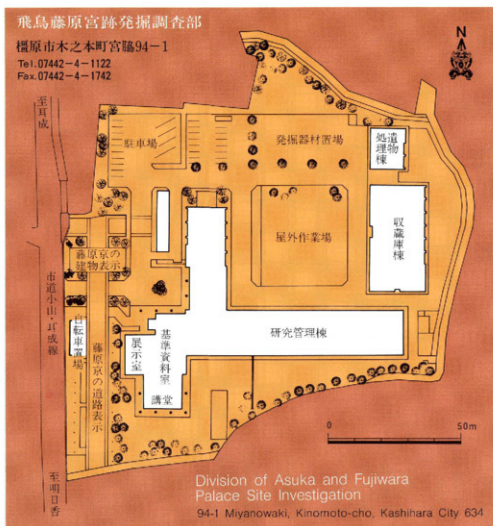 飛鳥藤原宮跡発掘調査部
橿原市木之本町宮脇94-1
Tel.07442-4-1122
Fax.07442-4-1742
N
至耳成
駐車場
発掘器材置場
遺物処理棟
収蔵庫棟
屋外作業場
藤原京の建物表示
市道小山・耳成線
自転車置場
藤原京の道路表示
展示室
基準資料室
講堂
研究管理棟
至明日香
0 50m
Division of Asuka and Fujiwara
Palace Site Investigation
94-1 Miyanowaki, Kinomoto-cho, Kashihara City 634